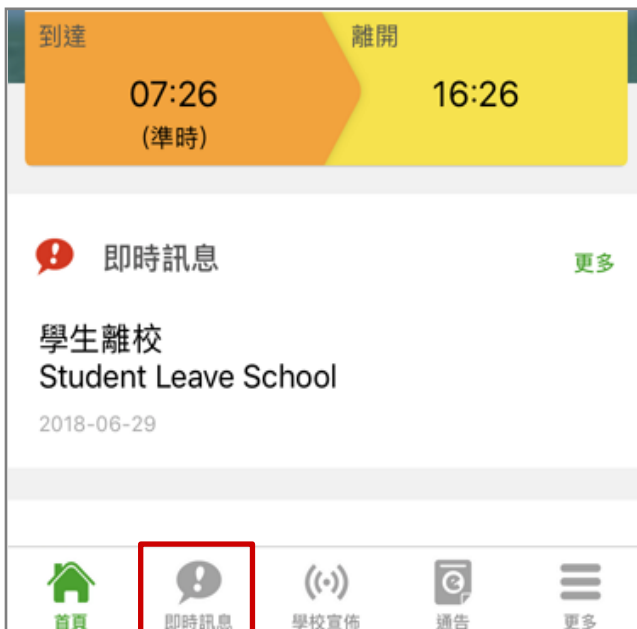 到達 離開
07:26 16:26
(準時)
即時訊息 更多
學生離校
Student Leave School
2018-06-29
首頁 即時訊息 學校宣佈 通告 更多